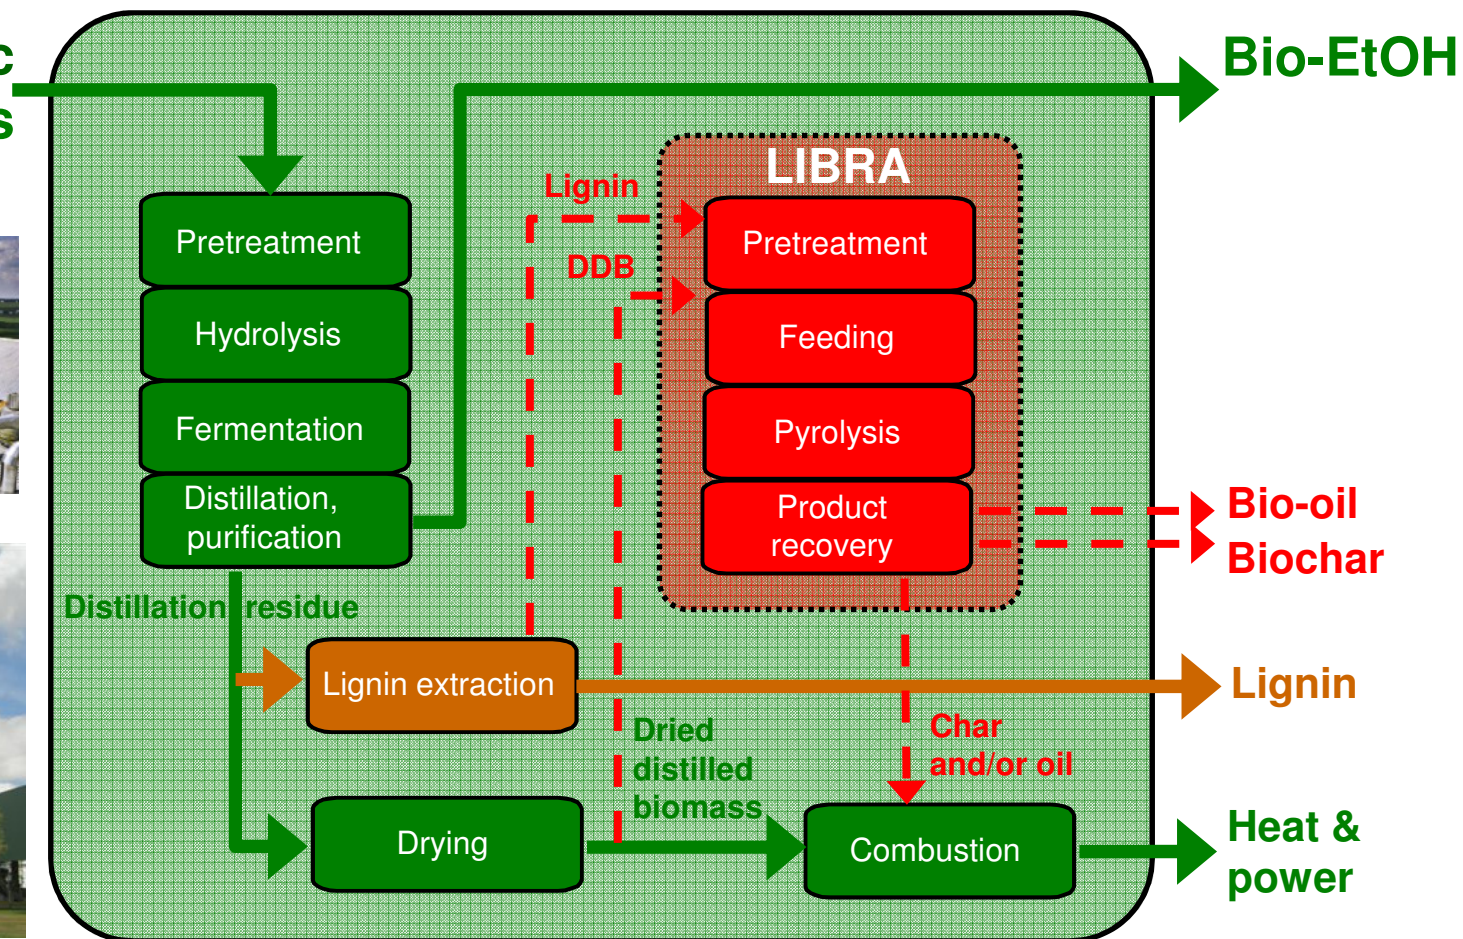 Bio-EtOH
LIBRA
Lignin
Pretreatment
Pretreatment
DDB
Hydrolysis
Feeding
Fermentation
Pyrolysis
Distillation,
purification
Product
recovery
Bio-oil
Biochar
Distillation residue
Lignin extraction
Lignin
Dried
distilled
biomass
Char
and/or oil
Drying
Combustion
Heat &
power